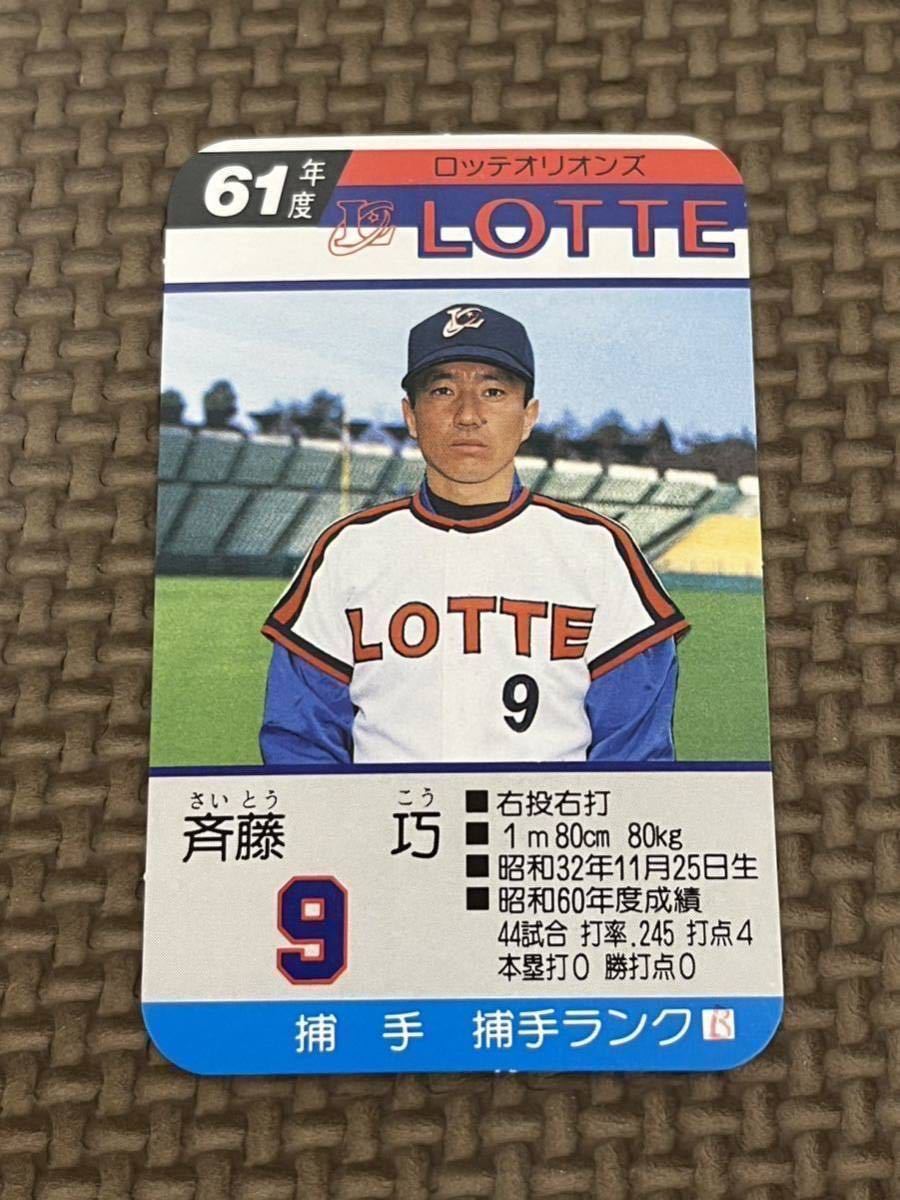 61年度
ロッテオリオンズ
LOTTE
LOTTE
9
さいとう こう
斉藤 巧
9
■右投右打
■1m80cm 80kg
■昭和32年11月25日生
■昭和60年度成績
44試合 打率.245 打点4
本塁打0 勝打点0
捕手 捕手ランクB